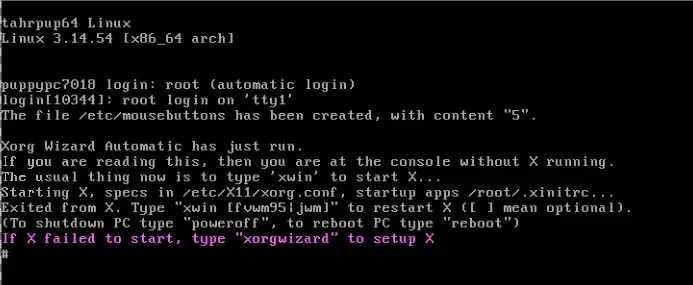 tahrpup64 Linux
Linux 3.14.54 [x86_64 arch]
puppypc7018 login: root (automatic login)
login[10344]: root login on 'tty1'
The file /etc/mousebuttons has been created, with content "5".
Xorg Wizard Automatic has just run.
If you are reading this, then you are at the console without X running.
The usual thing now is to type 'xwin' to start X...
Starting X, specs in /etc/X11/xorg.conf, startup apps /root/.xinitrc...
Exited from X. Type "xwin [fvwm95|jwm]" to restart X ([ ] mean optional).
(To shutdown PC type "poweroff", to reboot PC type "reboot")
If X failed to start, type "xorgwizard" to setup X
#